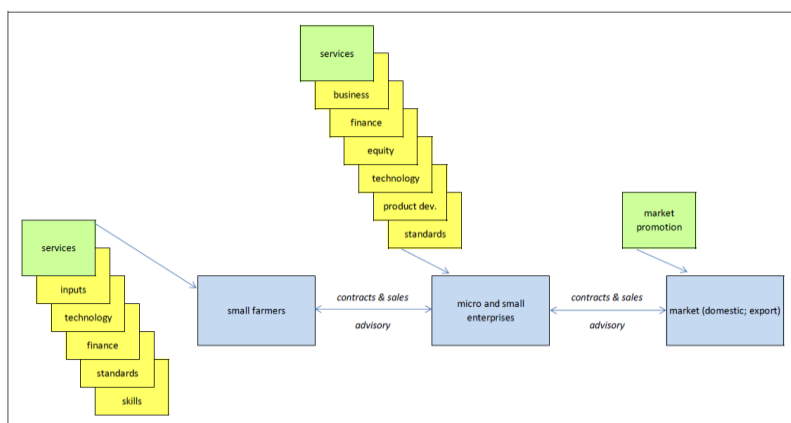 services
business
finance
equity
technology
product dev.
standards
market
promotion
services
inputs
technology
finance
standards
skills
small farmers
contracts & sales
advisory
micro and small
enterprises
contracts & sales
advisory
market (domestic; export)